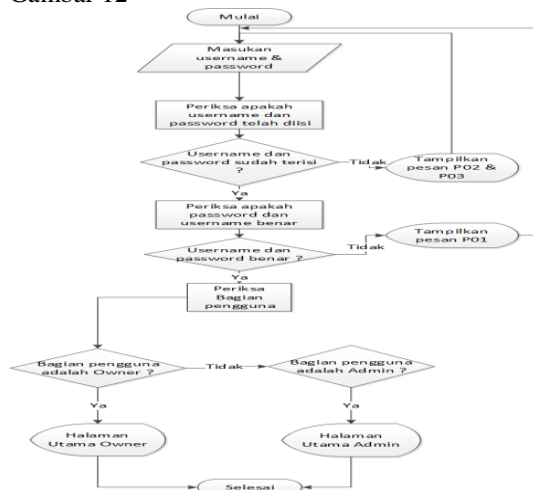 Gambar 12
Mulai
Masukan
username &
password
Periksa apakah
username dan
password telah diisi
Username dan
password sudah terisi
?
Tidak
Tampilkan
pesan P02 &
P03
Ya
Periksa apakah
password dan
username benar
Username dan
password benar ?
Tidak
Tampilkan
pesan P01
Ya
Periksa
Bagian
pengguna
Bagian pengguna
adalah Owner ?
Tidak
Bagian pengguna
adalah Admin ?
Ya
Ya
Halaman
Utama Owner
Halaman
Utama Admin
Selesai